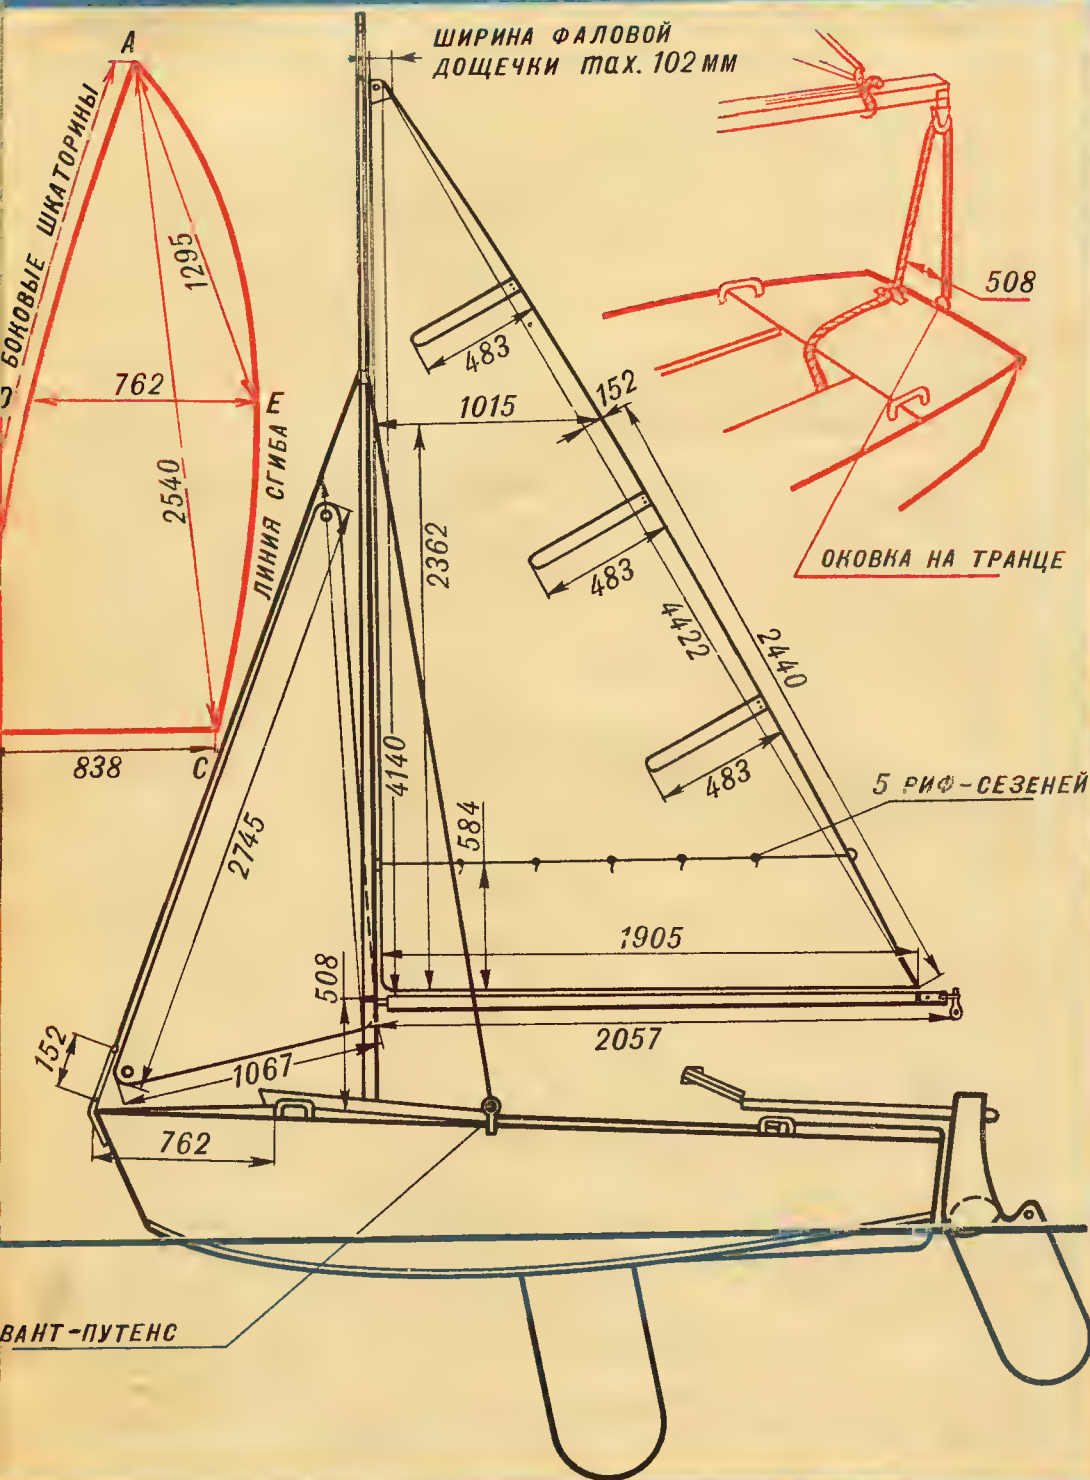 ШИРИНА ФАЛОВОЙ
ДОЩЕЧКИ max. 102 мм
А
БОКОВЫЕ ШКАТОРИНЫ
1295
762
Е
2540
ЛИНИЯ СГИБА
838
С
508
ОКОВКА НА ТРАНЦЕ
483
152
1015
2362
483
4422
2440
483
4140
584
5 РИФ-СЕЗЕНЕЙ
2745
1905
508
2057
152
1067
762
ВАНТ-ПУТЕНС